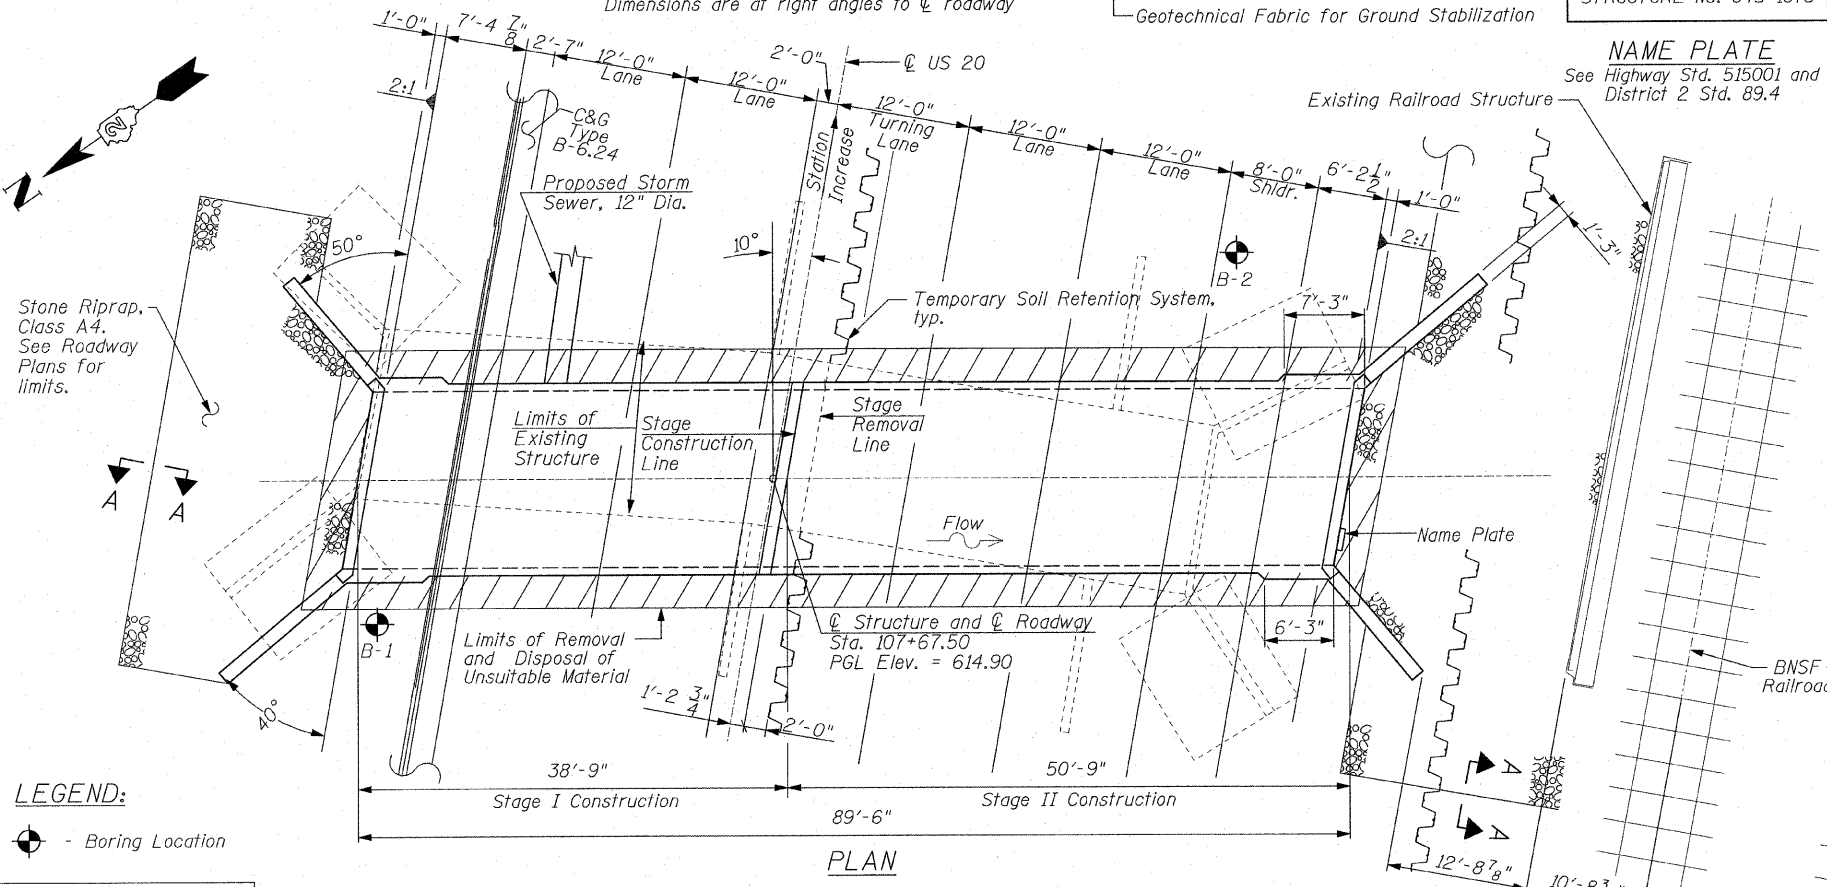 Dimensions are at right angles to ℄ roadway
Geotechnical Fabric for Ground Stabilization
NAME PLATE
See Highway Std. 515001 and
District 2 Std. 89.4
1'-0"
7'-4 7/8"
2'-7"
12'-0"
Lane
12'-0"
Lane
2'-0"
℄ US 20
12'-0"
Turning
Lane
12'-0"
Lane
12'-0"
Lane
8'-0"
Shldr.
6'-2 1/2"
1'-0"
2:1
2:1
Existing Railroad Structure
1'-3"
N
2
C&G
Type
B-6.24
Proposed Storm
Sewer, 12" Dia.
Station
Increase
10°
50°
B-2
7'-3"
Temporary Soil Retention System,
typ.
Stone Riprap,
Class A4.
See Roadway
Plans for
limits.
Limits of
Existing
Structure
Stage
Construction
Line
Stage
Removal
Line
A
A
Flow
Name Plate
℄ Structure and ℄ Roadway
Sta. 107+67.50
PGL Elev. = 614.90
6'-3"
B-1
Limits of Removal
and Disposal of
Unsuitable Material
1'-2 3/4"
2'-0"
40°
BNSF
Railroad
38'-9"
Stage I Construction
50'-9"
Stage II Construction
89'-6"
A
A
12'-8 7/8"
LEGEND:
- Boring Location
PLAN